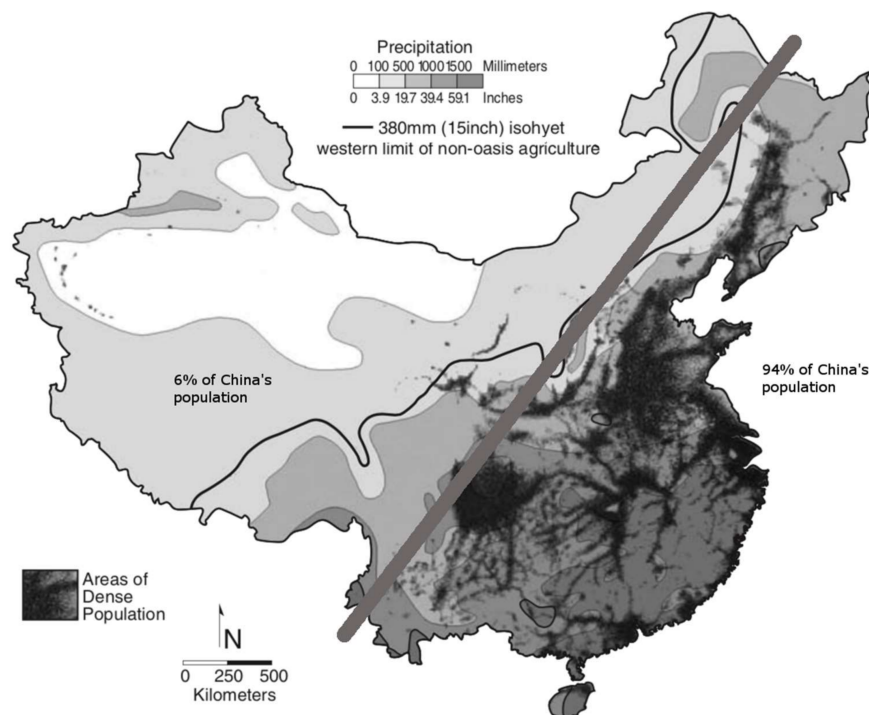 Precipitation
0 100 500 1000 1500 Millimeters
0 3.9 19.7 39.4 59.1 Inches
380mm (15inch) isohyet
western limit of non-oasis agriculture
6% of China's
population
94% of China's
population
Areas of
Dense
Population
N
0 250 500
Kilometers